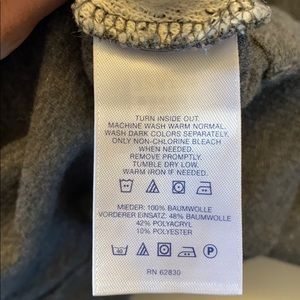 TURN INSIDE OUT.
MACHINE WASH WARM NORMAL.
WASH DARK COLORS SEPARATELY,
ONLY NON-CHLORINE BLEACH
WHEN NEEDED.
REMOVE PROMPTLY.
TUMBLE DRY LOW.
WARM IRON IF NEEDED.
MIEDER: 100% BAUMWOLLE
VORDERER EINSATZ: 48% BAUMWOLLE
42% POLYACRYL
10% POLYESTER
P
RN 62830